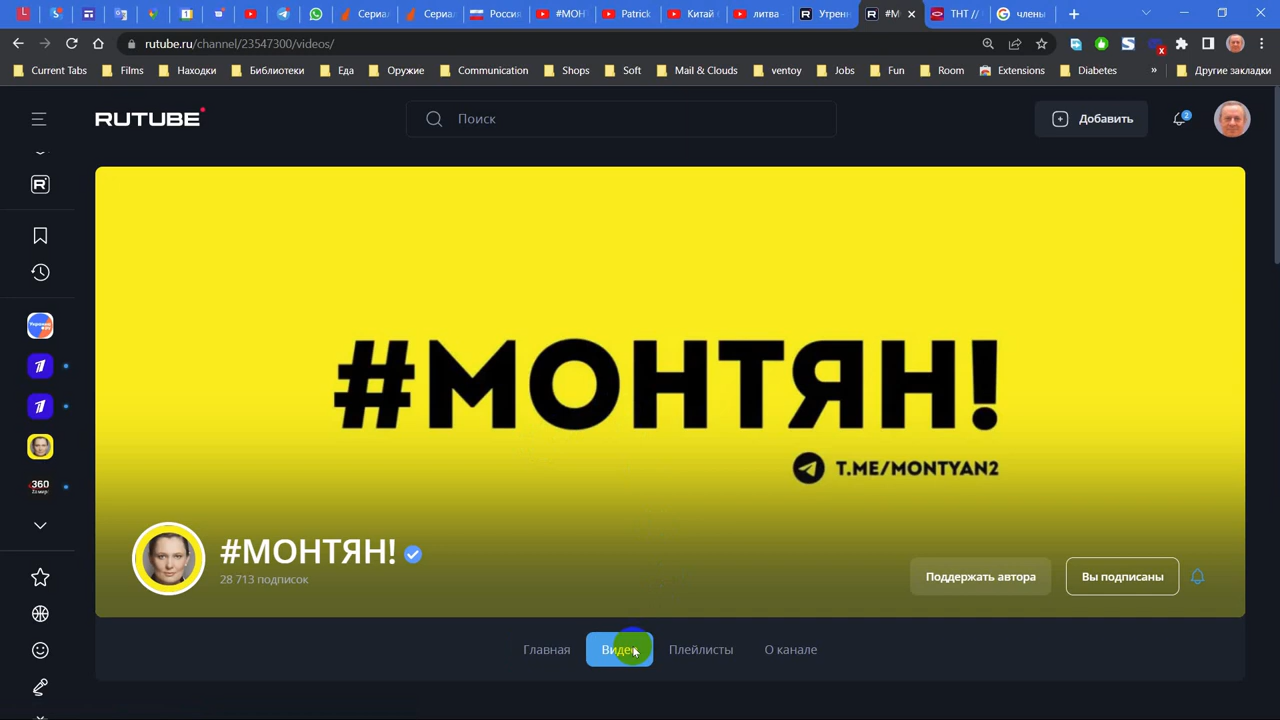 Сериал
Сериал
Россия
#МОН
Patrick
Китай
литва
Утрен
#М
ТНТ //
члены
rutube.ru/channel/23547300/videos/
Current Tabs
Films
Находки
Библиотеки
Еда
Оружие
Communication
Shops
Soft
Mail & Clouds
ventoy
Jobs
Fun
Room
Extensions
Diabetes
»
Другие закладки
RUTUBE
Поиск
Добавить
2
#МОНТЯН!
T.ME/MONTYAN2
360
#МОНТЯН!
28 713 подписок
Поддержать автора
Вы подписаны
Главная
Видео
Плейлисты
О канале